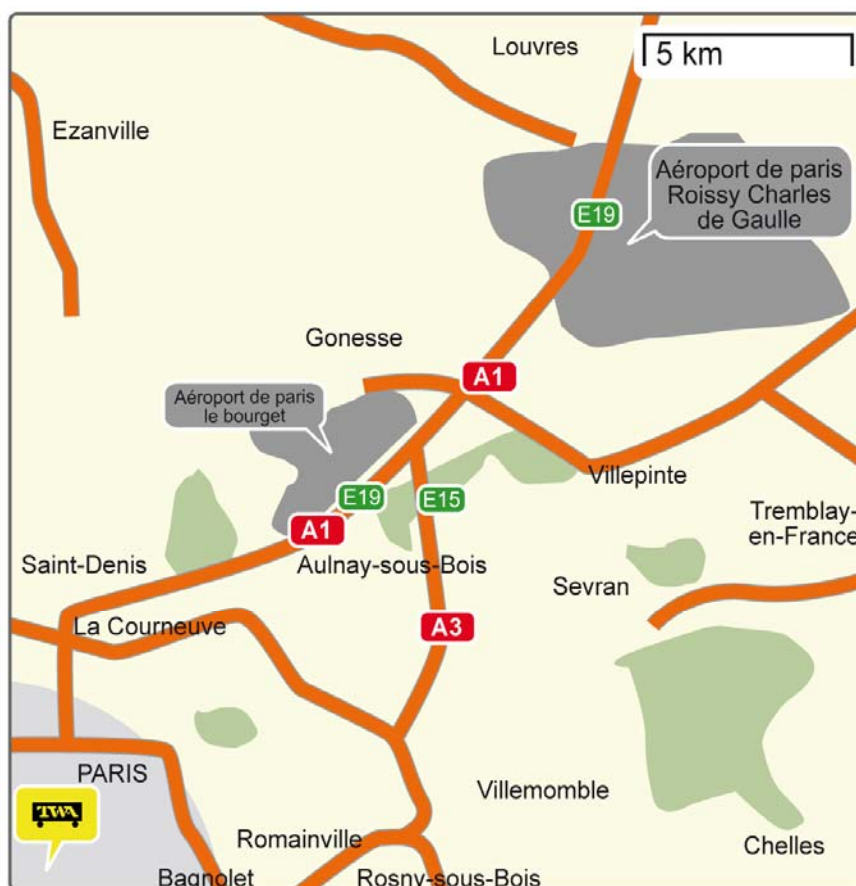 Louvres
5 km
Ezanville
Aéroport de paris
Roissy Charles
de Gaulle
E19
Gonesse
A1
Aéroport de paris
le bourget
Villepinte
E19
E15
A1
Tremblay-
en-France
Saint-Denis
Aulnay-sous-Bois
Sevran
La Courneuve
A3
PARIS
Villemomble
TWA
Romainville
Chelles
Bagnolet
Rosny-sous-Bois